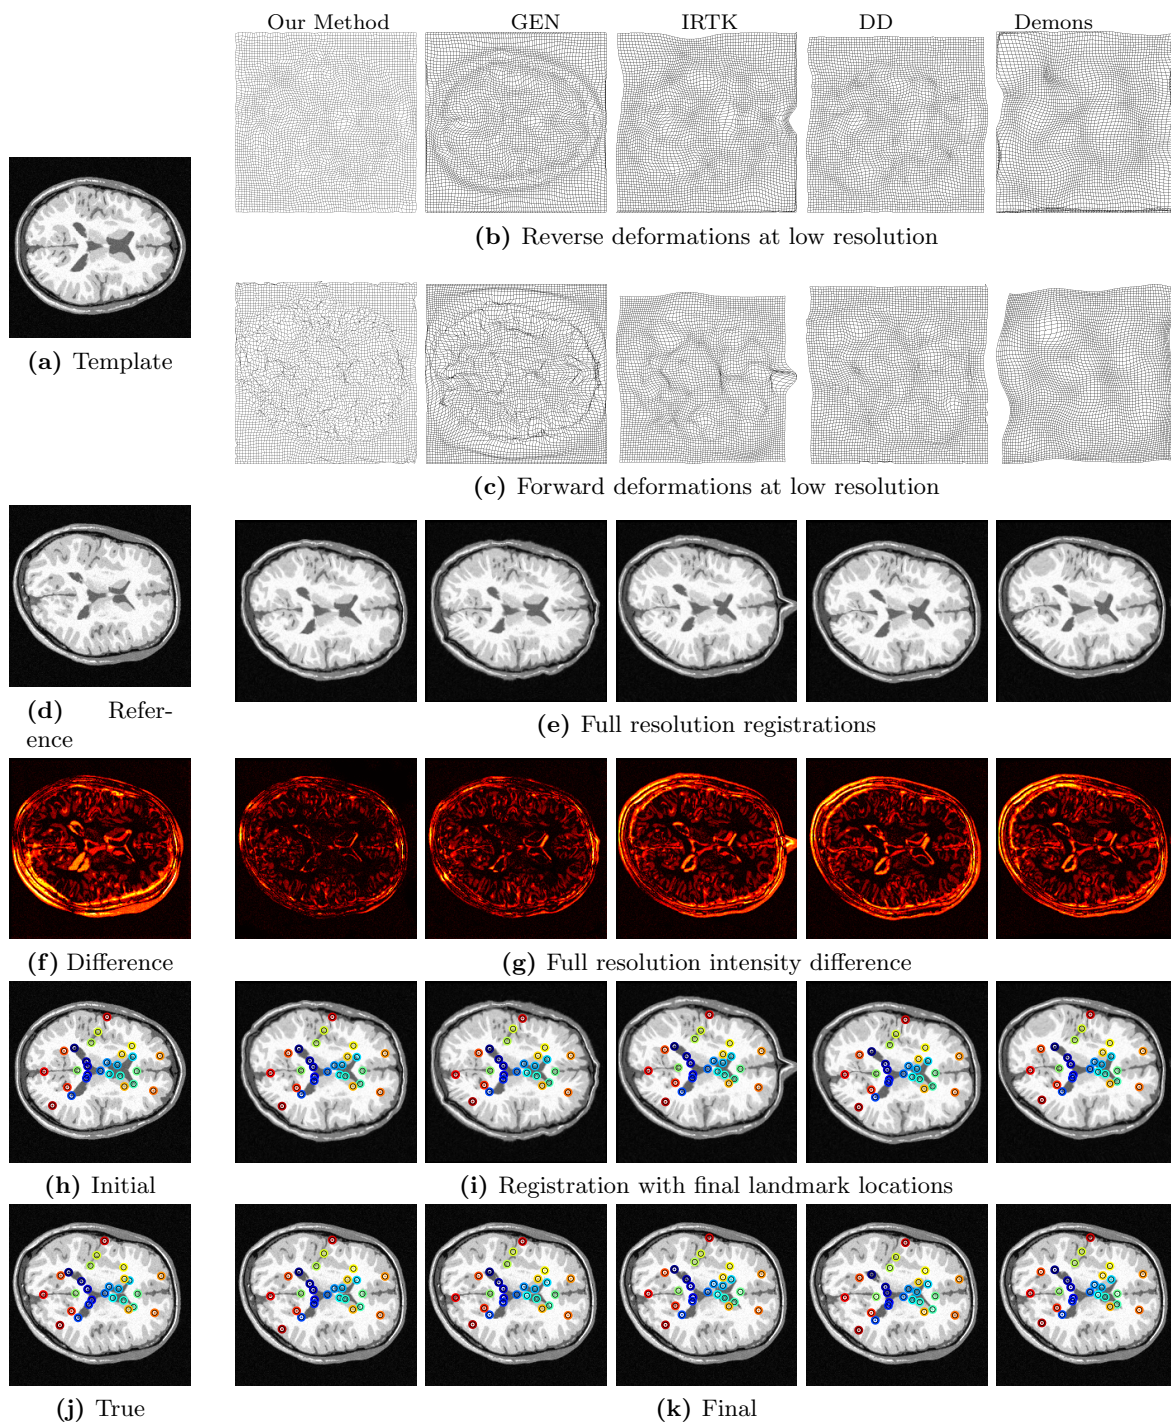 Our Method GEN IRTK DD Demons
(b) Reverse deformations at low resolution
(a) Template
(c) Forward deformations at low resolution
(d) Refer-
ence
(e) Full resolution registrations
(f) Difference
(g) Full resolution intensity difference
(h) Initial
(i) Registration with final landmark locations
(j) True
(k) Final